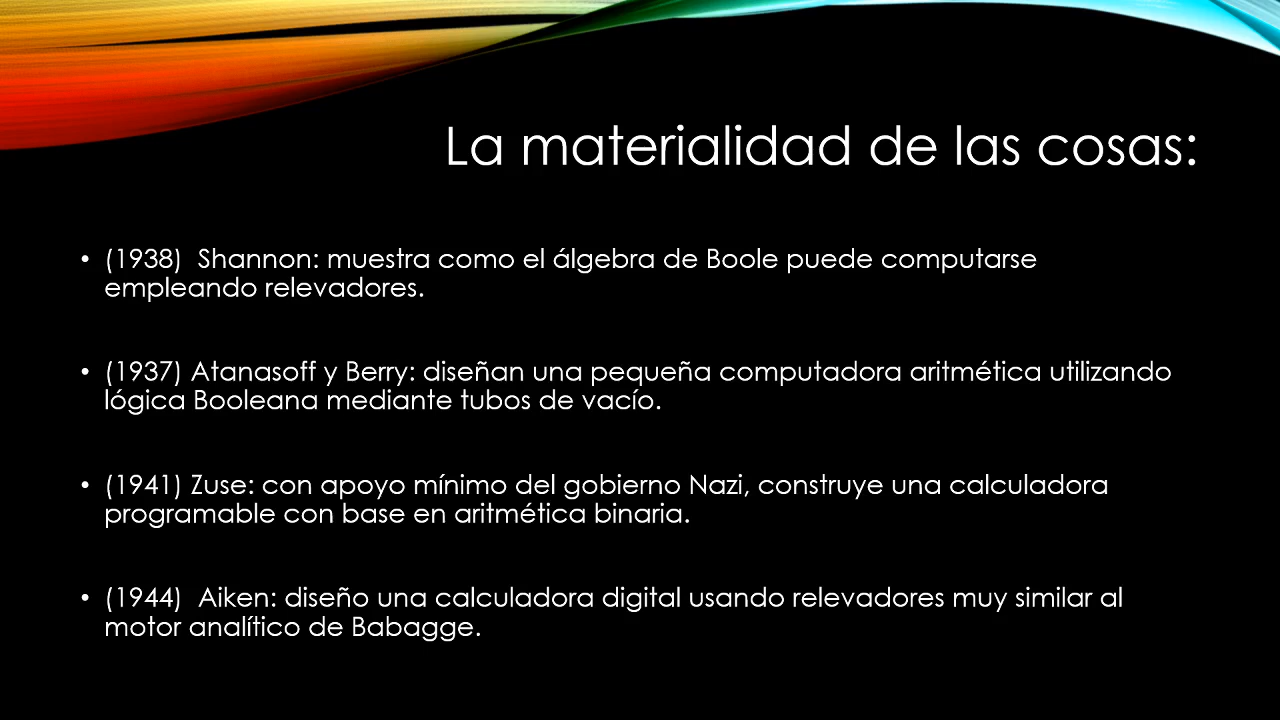 La materialidad de las cosas:
• (1938)  Shannon: muestra como el álgebra de Boole puede computarse
empleando relevadores.
• (1937) Atanasoff y Berry: diseñan una pequeña computadora aritmética utilizando
lógica Booleana mediante tubos de vacío.
• (1941) Zuse: con apoyo mínimo del gobierno Nazi, construye una calculadora
programable con base en aritmética binaria.
• (1944)  Aiken: diseño una calculadora digital usando relevadores muy similar al
motor analítico de Babagge.